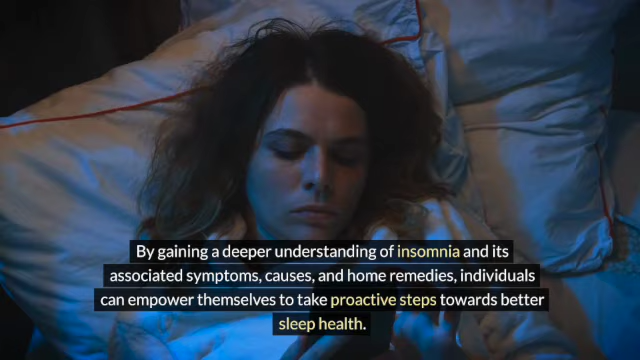 By gaining a deeper understanding of insomnia and its
associated symptoms, causes, and home remedies, individuals
can empower themselves to take proactive steps towards better
sleep health.